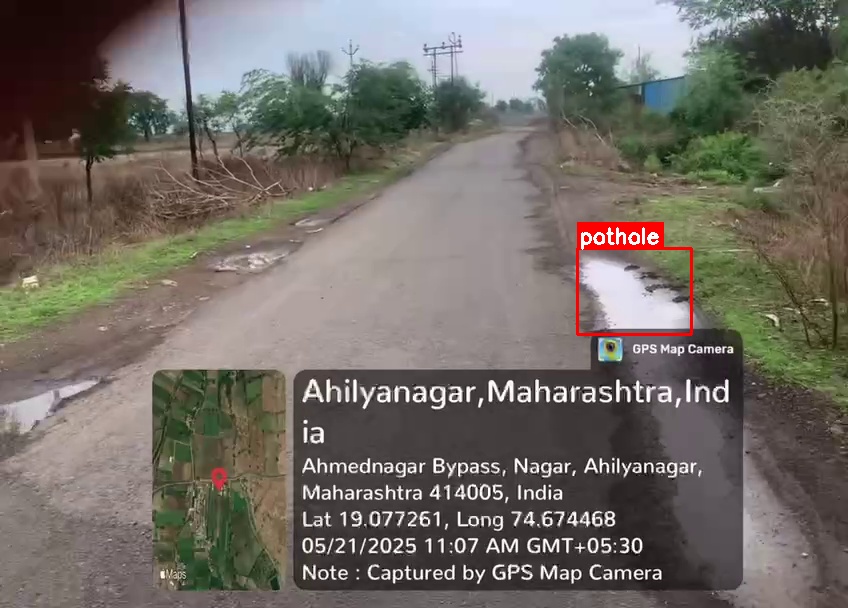 pothole
GPS Map Camera
Ahilyanagar,Maharashtra,Ind
ia
Ahmednagar Bypass, Nagar, Ahilyanagar,
Maharashtra 414005, India
Lat 19.077261, Long 74.674468
05/21/2025 11:07 AM GMT+05:30
Note : Captured by GPS Map Camera
Maps